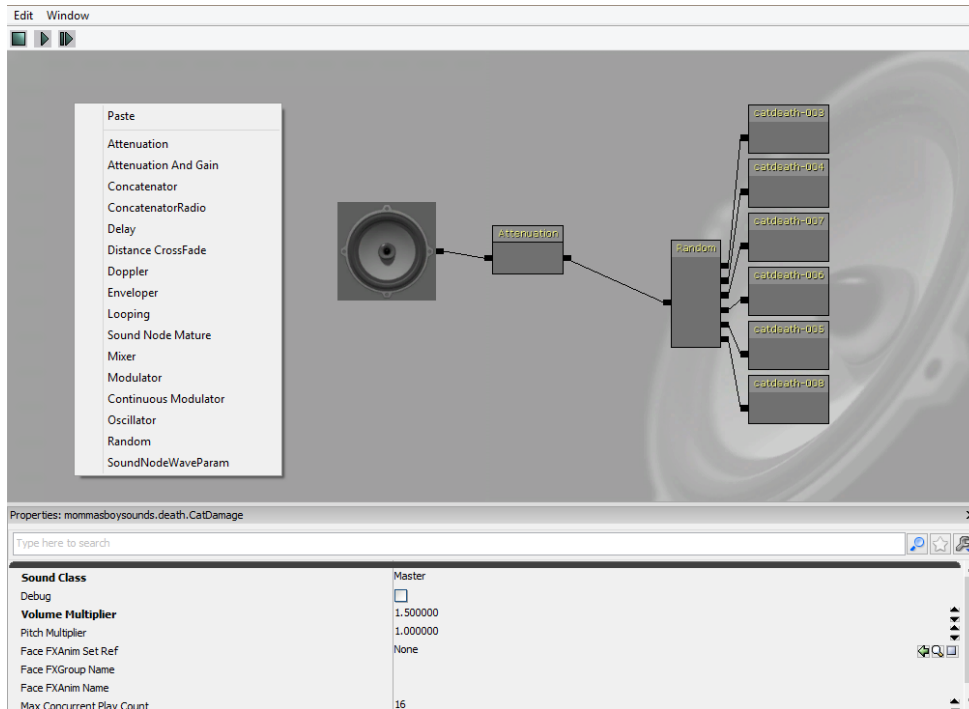 Edit Window
Paste
Attenuation
Attenuation And Gain
Concatenator
ConcatenatorRadio
Delay
Distance CrossFade
Doppler
Enveloper
Looping
Sound Node Mature
Mixer
Modulator
Continuous Modulator
Oscillator
Random
SoundNodeWaveParam
Attenuation
Random
catdeath-003
catdeath-004
catdeath-007
catdeath-006
catdeath-005
catdeath-008
Properties: mommasboysounds.death.CatDamage
Type here to search
Sound Class Master
Debug
Volume Multiplier 1.500000
Pitch Multiplier 1.000000
Face FXAnim Set Ref None
Face FXGroup Name
Face FXAnim Name
Max Concurrent Play Count 16